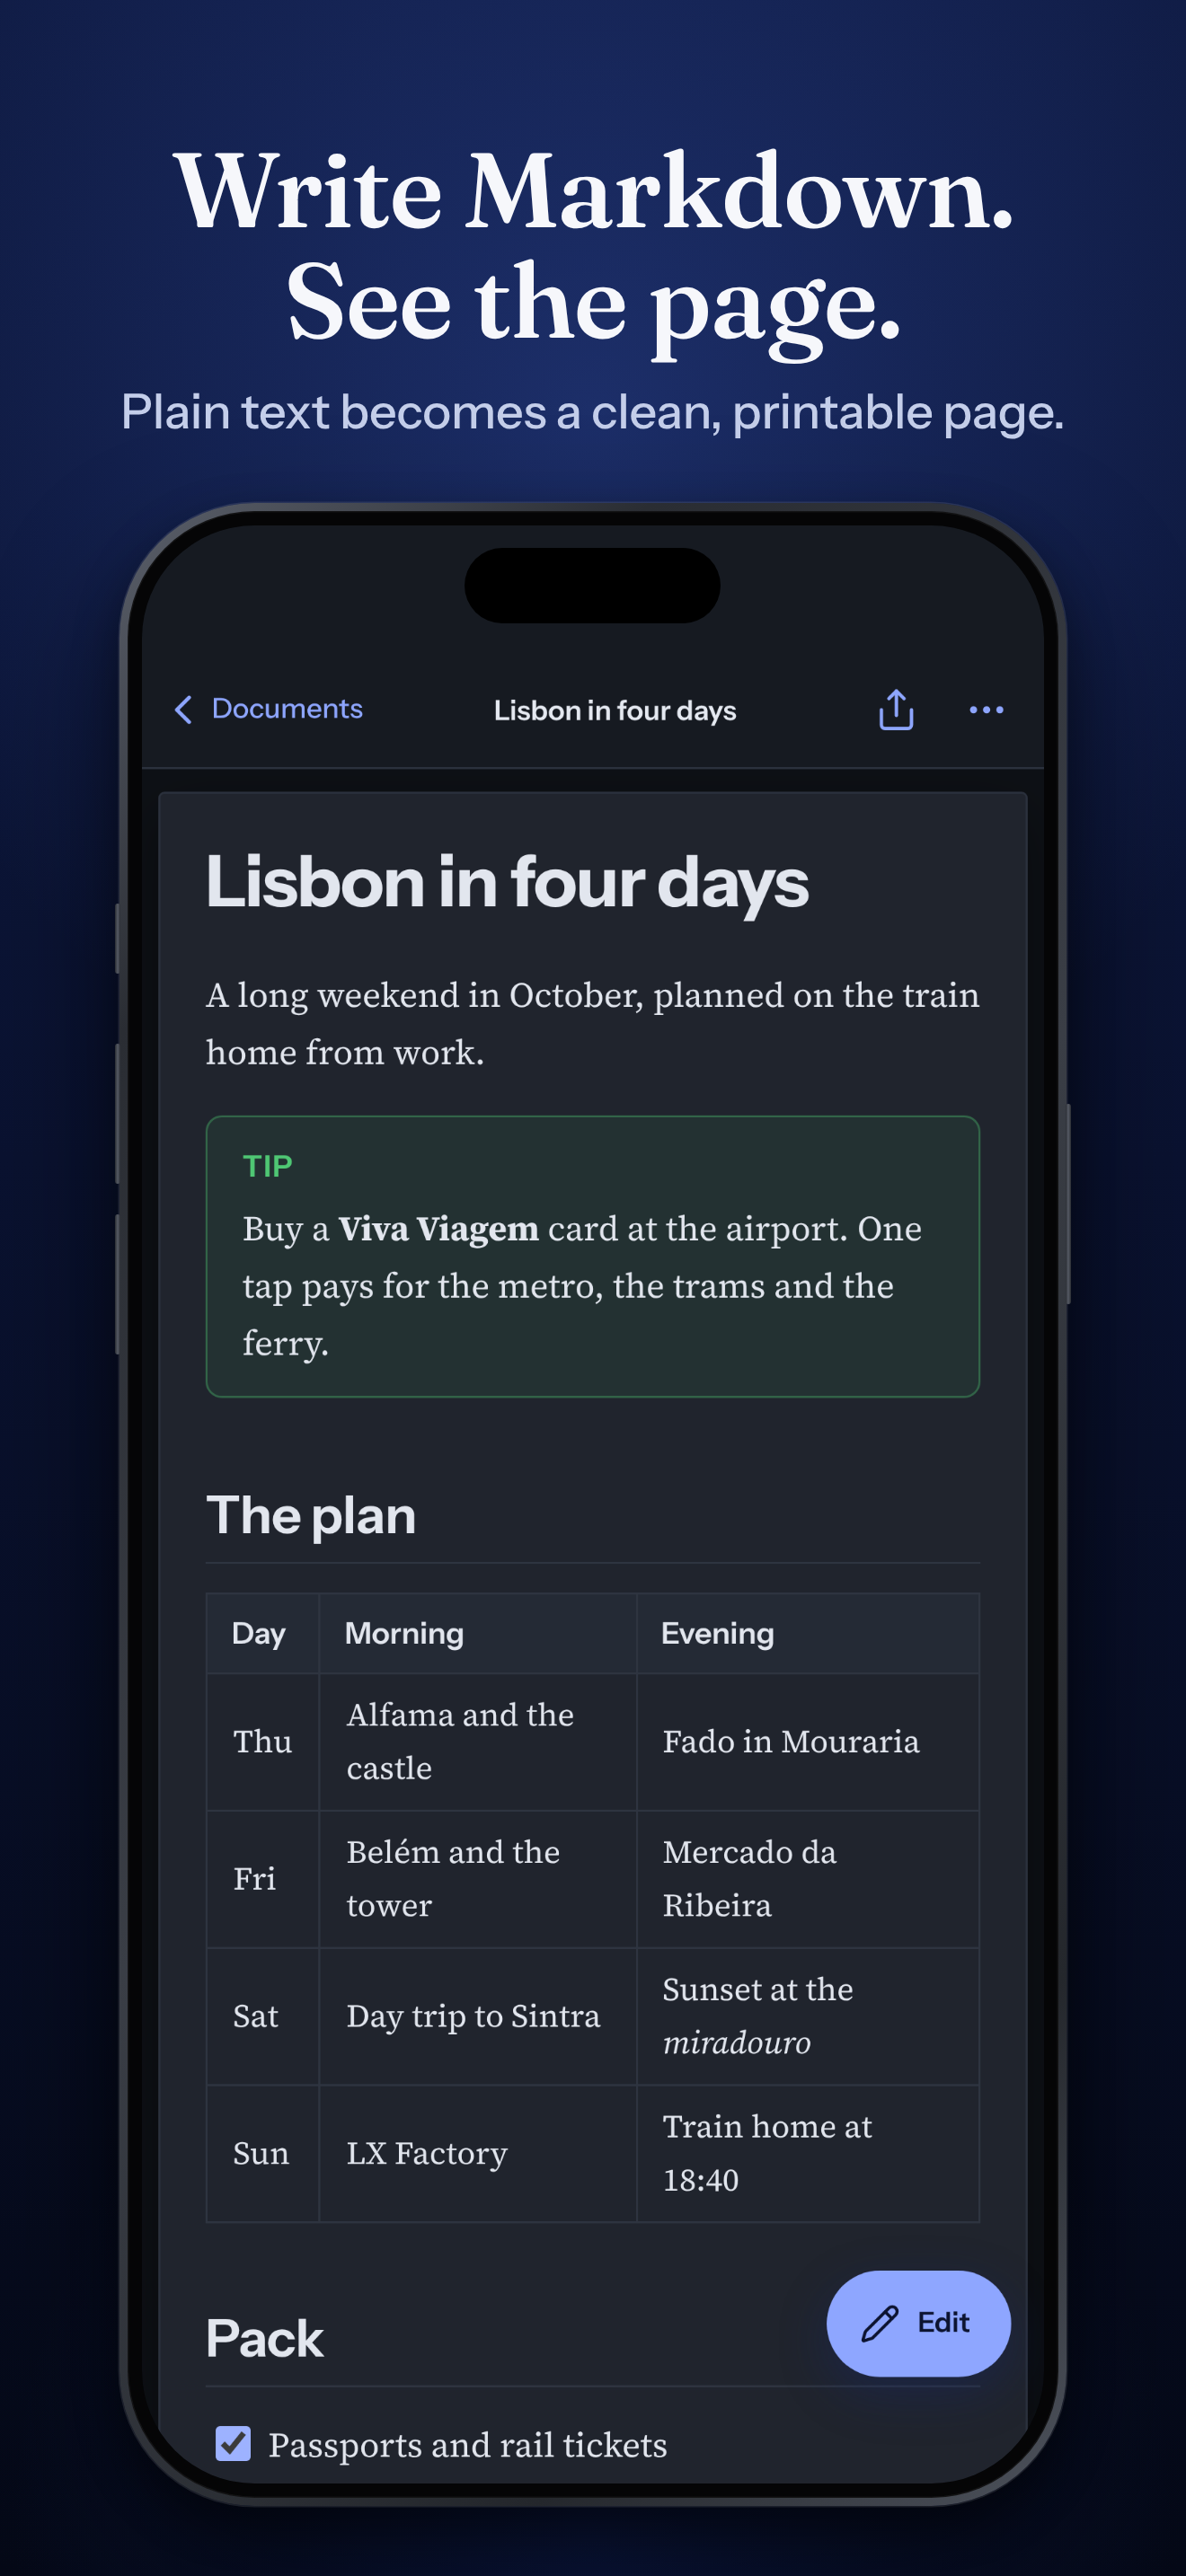 Write Markdown.
See the page.
Plain text becomes a clean, printable page.
Documents
Lisbon in four days
Lisbon in four days
A long weekend in October, planned on the train
home from work.
TIP
Buy a Viva Viagem card at the airport. One
tap pays for the metro, the trams and the
ferry.
The plan
Day Morning Evening
Thu Alfama and the castle Fado in Mouraria
Fri Belém and the tower Mercado da Ribeira
Sat Day trip to Sintra Sunset at the miradouro
Sun LX Factory Train home at 18:40
Pack
Edit
Passports and rail tickets